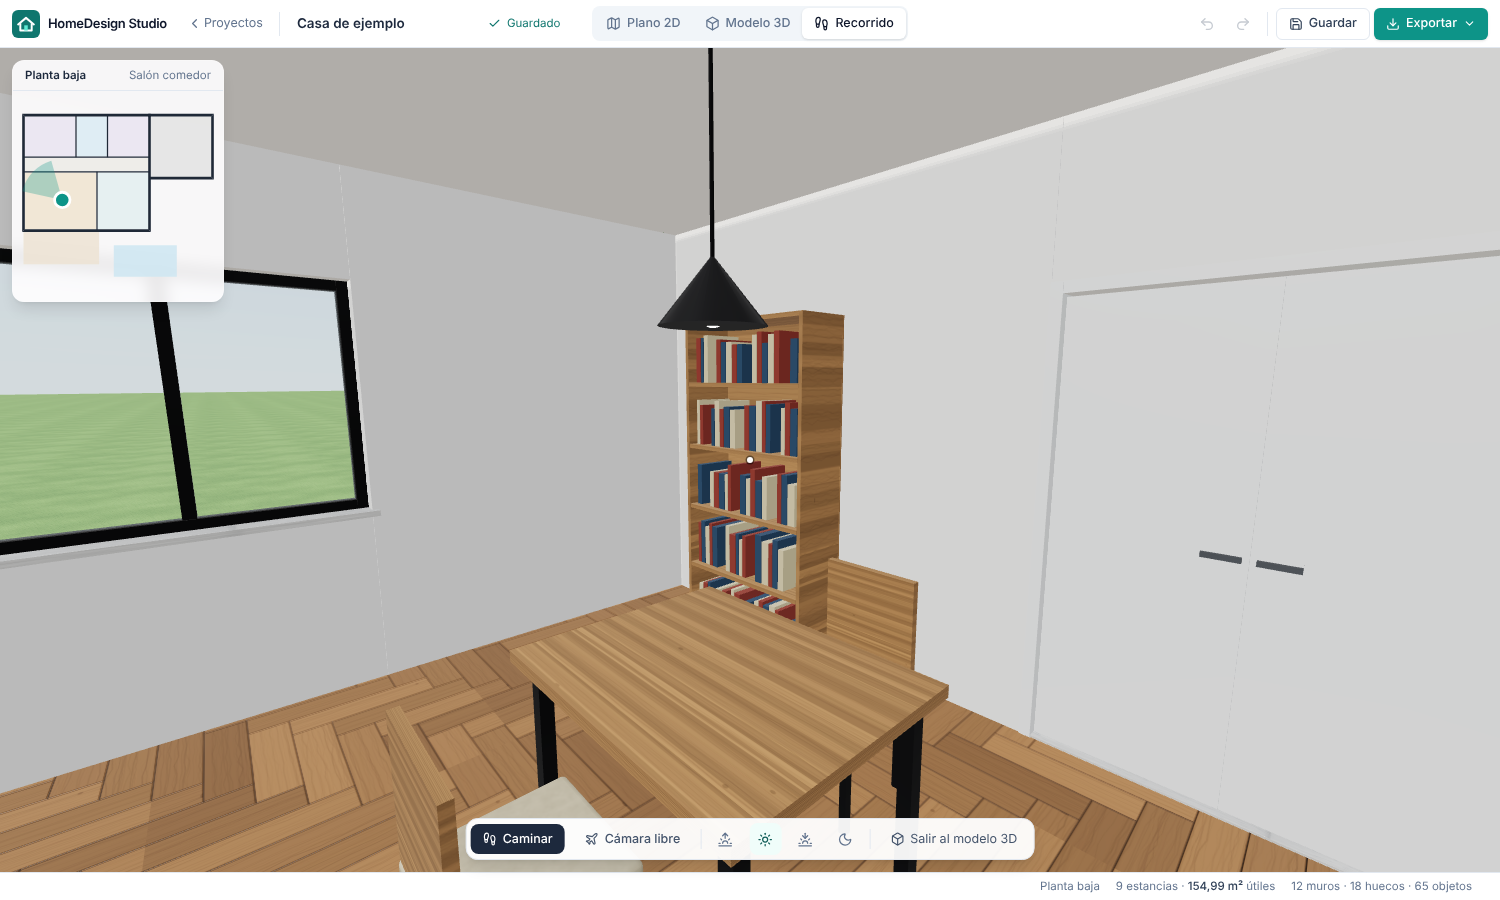 HomeDesign Studio
Proyectos
Casa de ejemplo
Guardado
Plano 2D
Modelo 3D
Recorrido
Guardar
Exportar
Planta baja
Salón comedor
Caminar
Cámara libre
Salir al modelo 3D
Planta baja
9 estancias · 154,99 m² útiles
12 muros · 18 huecos · 65 objetos